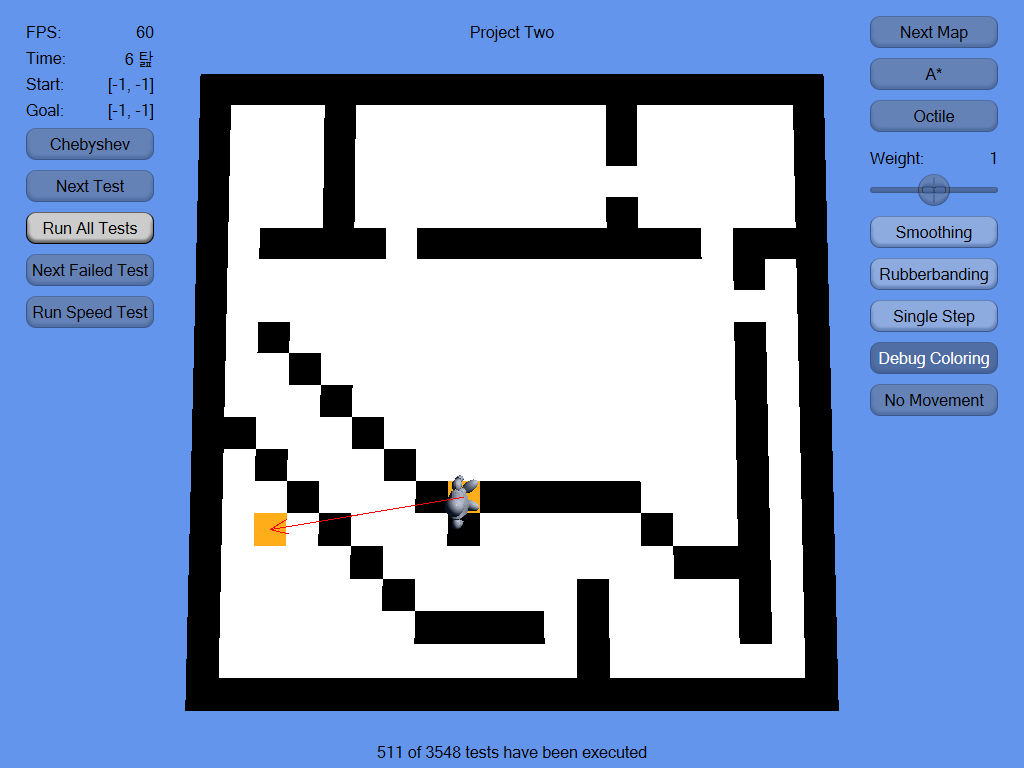 FPS: 60
Time: 6 탎
Start: [-1, -1]
Goal: [-1, -1]
Chebyshev
Next Test
Run All Tests
Next Failed Test
Run Speed Test
Project Two
Next Map
A*
Octile
Weight: 1
Smoothing
Rubberbanding
Single Step
Debug Coloring
No Movement
511 of 3548 tests have been executed